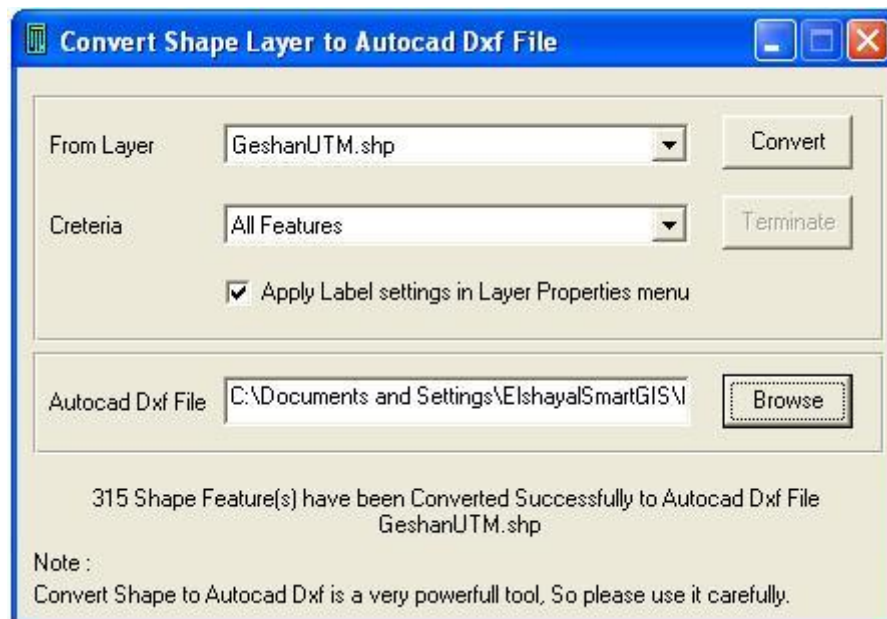 Convert Shape Layer to Autocad Dxf File
From Layer
GeshanUTM.shp
Convert
Creteria
All Features
Terminate
Apply Label settings in Layer Properties menu
Autocad Dxf File
C:\Documents and Settings\ElshayalSmartGIS\
Browse
315 Shape Feature(s) have been Converted Successfully to Autocad Dxf File
GeshanUTM.shp
Note :
Convert Shape to Autocad Dxf is a very powerfull tool, So please use it carefully.